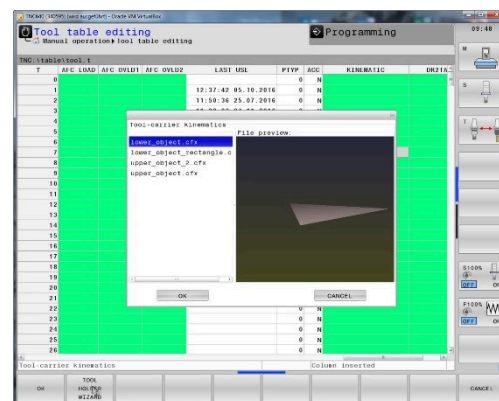 Tool table editing
Programming
09:40
Manual operation▸Tool table editing
TNC:\table\tool.t
T AFC LOAD AFC OVLD1 AFC OVLD2 LAST USE PTYP ACC KINEMATIC
0 0 N
1 12:37:42 05.10.2016 0 N
2 11:50:36 25.07.2016 0 N
3
4
5
6
7
8
9
10
11
12
13
14
15
16
17
18
19
20
21
22 0 N
23 0 N
24 0 N
25 0 N
26 0 N
Tool-carrier kinematics
File preview:
lower_object.cfx
lower_object_rectangle.c
upper_object_2.cfx
upper_object.cfx
OK CANCEL
M
S
T
S100%
OFF
F100%
OFF
Tool-carrier kinematics Column inserted
OK
TOOL
HOLDER
WIZARD
CANCEL